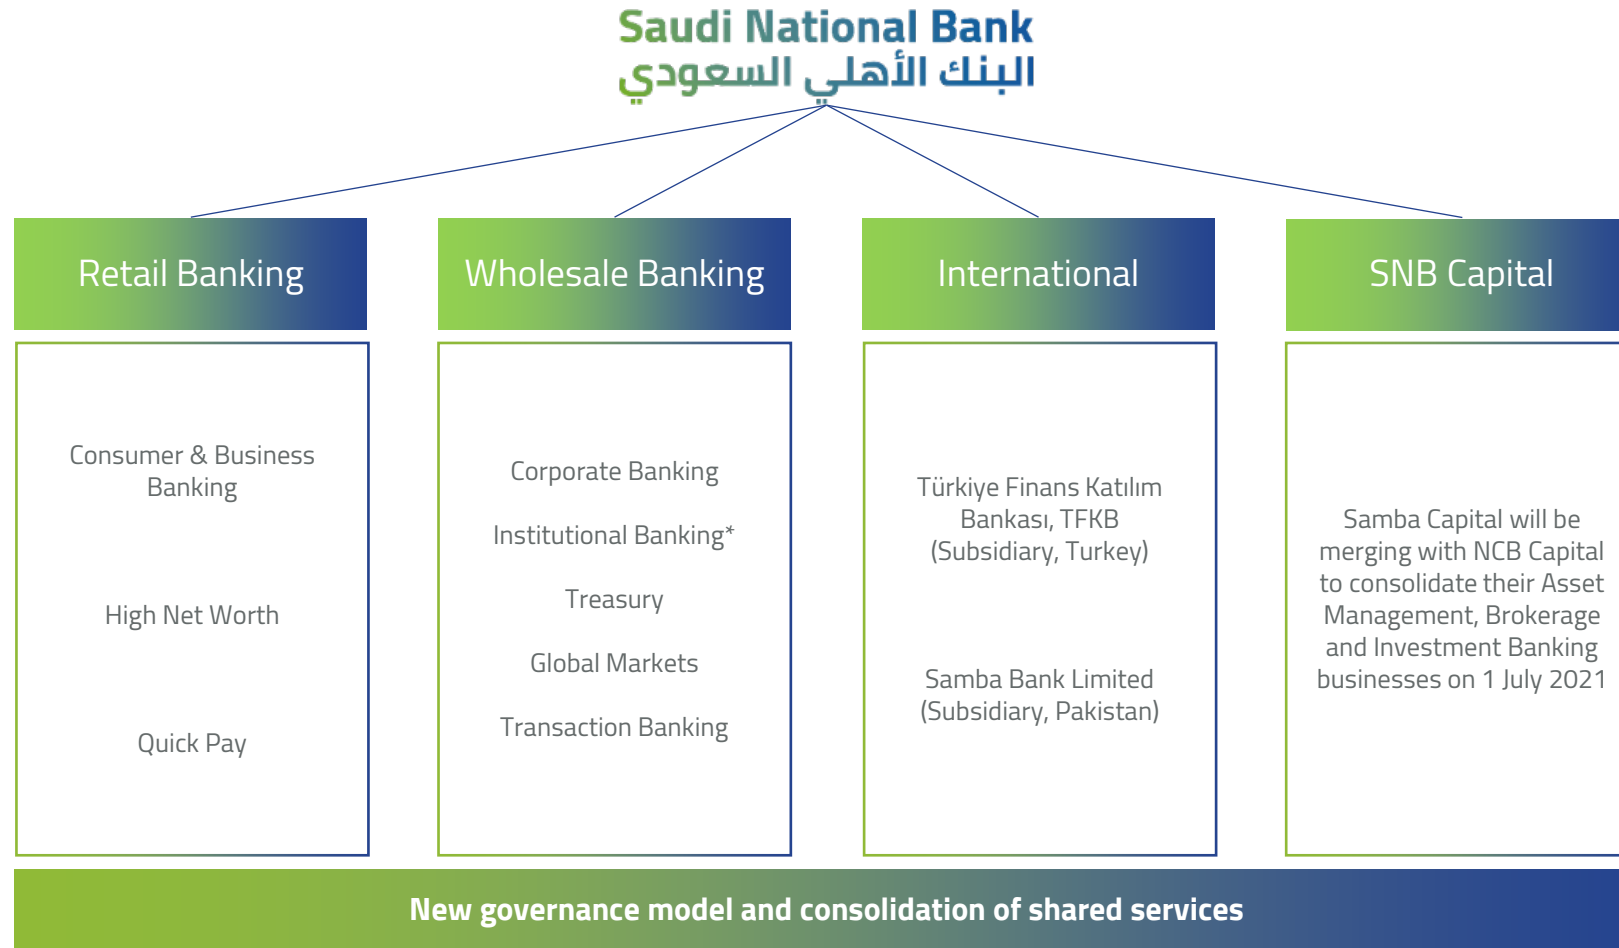 Saudi National Bank
البنك الأهلي السعودي
Retail Banking
Consumer & Business
Banking
High Net Worth
Quick Pay
Wholesale Banking
Corporate Banking
Institutional Banking*
Treasury
Global Markets
Transaction Banking
International
Türkiye Finans Katılım
Bankası, TFKB
(Subsidiary, Turkey)
Samba Bank Limited
(Subsidiary, Pakistan)
SNB Capital
Samba Capital will be
merging with NCB Capital
to consolidate their Asset
Management, Brokerage
and Investment Banking
businesses on 1 July 2021
New governance model and consolidation of shared services